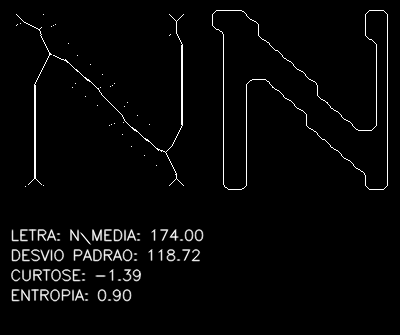 N N
LETRA: N\MEDIA: 174.00
DESVIO PADRAO: 118.72
CURTOSE: -1.39
ENTROPIA: 0.90